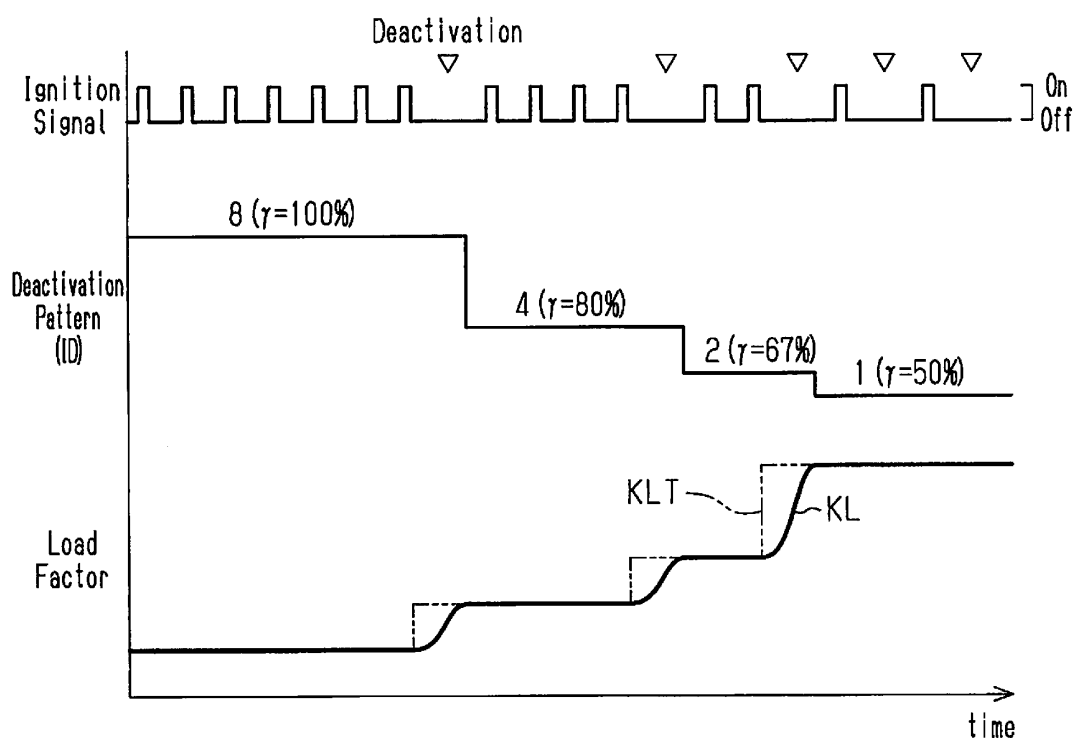 Deactivation
Ignition
Signal
On
Off
8 (γ=100%)
Deactivation
Pattern
(ID)
4 (γ=80%)
2 (γ=67%)
1 (γ=50%)
KLT
KL
Load
Factor
time